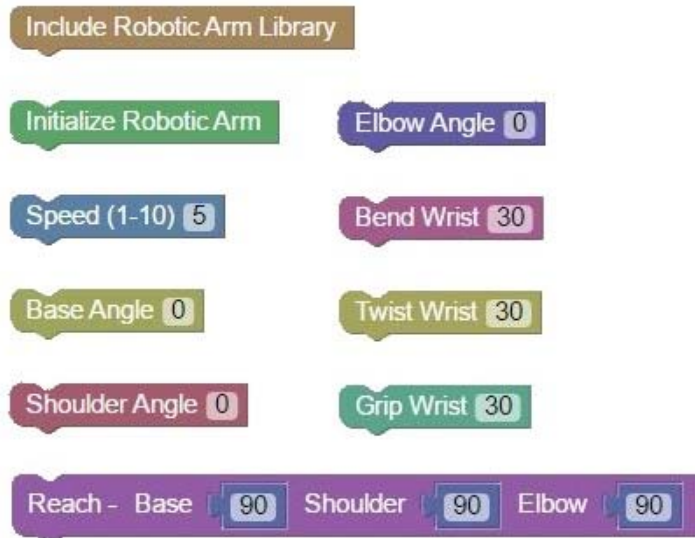 Include Robotic Arm Library
Initialize Robotic Arm
Elbow Angle 0
Speed (1-10) 5
Bend Wrist 30
Base Angle 0
Twist Wrist 30
Shoulder Angle 0
Grip Wrist 30
Reach - Base 90 Shoulder 90 Elbow 90